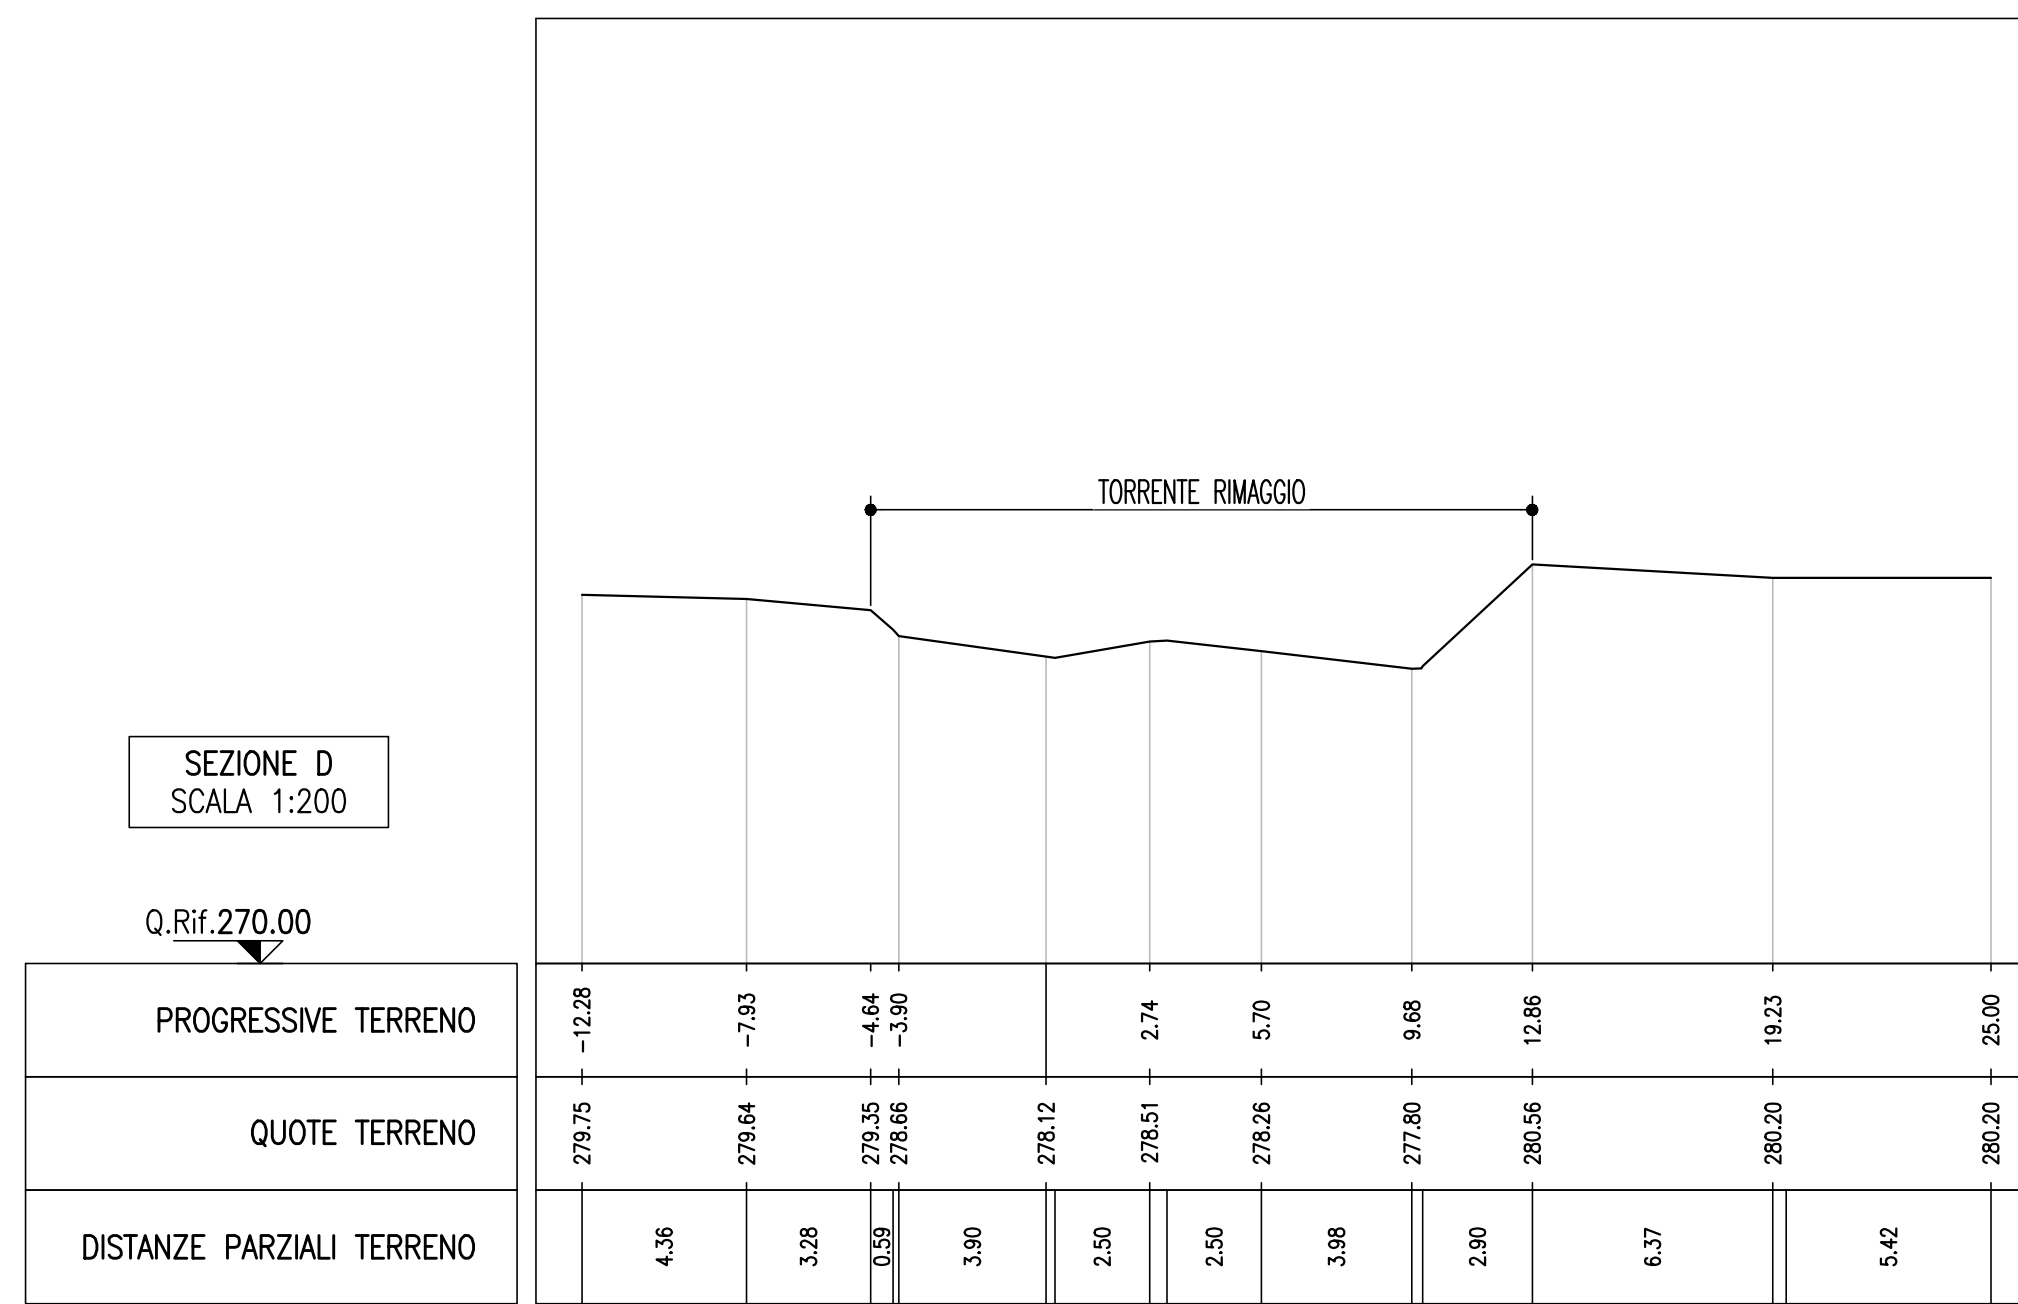 TORRENTE RIMAGGIO
SEZIONE D
SCALA 1:200
Q.Rif.270.00
PROGRESSIVE TERRENO -12.28 -7.93 -4.64 -3.90 2.74 5.70 9.68 12.86 19.23 25.00
QUOTE TERRENO 279.75 279.64 279.35 278.66 278.12 278.51 278.26 277.80 280.56 280.20 280.20
DISTANZE PARZIALI TERRENO 4.36 3.28 0.59 3.90 2.50 2.50 3.98 2.90 6.37 5.42